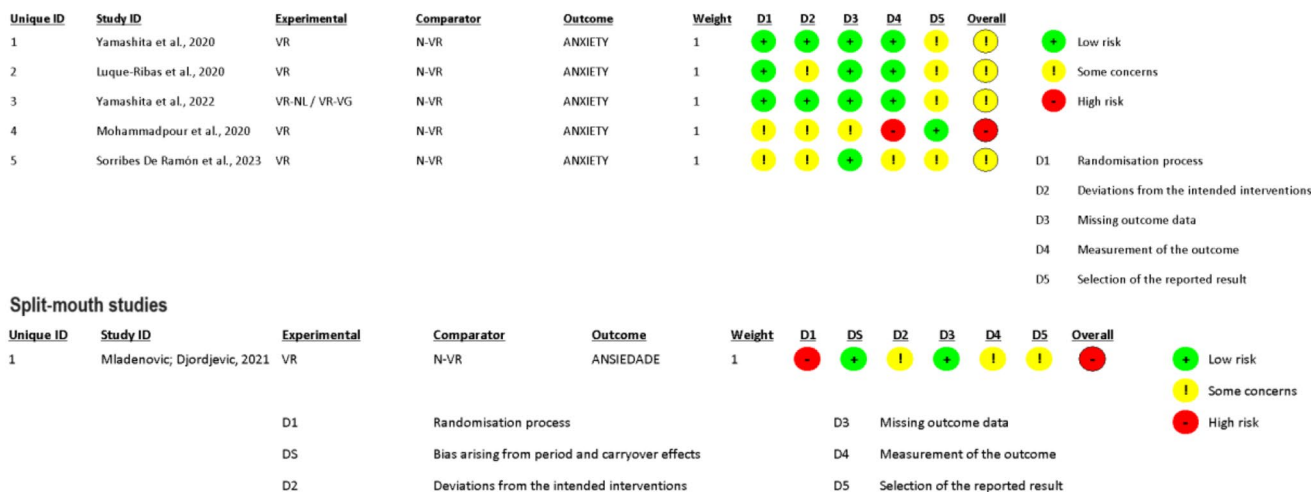 Unique ID Study ID Experimental Comparator Outcome Weight D1 D2 D3 D4 D5 Overall
1 Yamashita et al., 2020 VR N-VR ANXIETY 1 + + + + ! ! + Low risk
2 Luque-Ribas et al., 2020 VR N-VR ANXIETY 1 + ! + + ! ! ! Some concerns
3 Yamashita et al., 2022 VR-NL / VR-VG N-VR ANXIETY 1 + + + + ! ! - High risk
4 Mohammadpour et al., 2020 VR N-VR ANXIETY 1 ! ! ! - + -
5 Sorribes De Ramón et al., 2023 VR N-VR ANXIETY 1 ! ! + ! ! !
D1 Randomisation process
D2 Deviations from the intended interventions
D3 Missing outcome data
D4 Measurement of the outcome
D5 Selection of the reported result
Split-mouth studies
Unique ID Study ID Experimental Comparator Outcome Weight D1 DS D2 D3 D4 D5 Overall
1 Mladenovic; Djordjevic, 2021 VR N-VR ANSIEDADE 1 - + ! + ! ! - + Low risk
! Some concerns
D1 Randomisation process D3 Missing outcome data - High risk
DS Bias arising from period and carryover effects D4 Measurement of the outcome
D2 Deviations from the intended interventions D5 Selection of the reported result